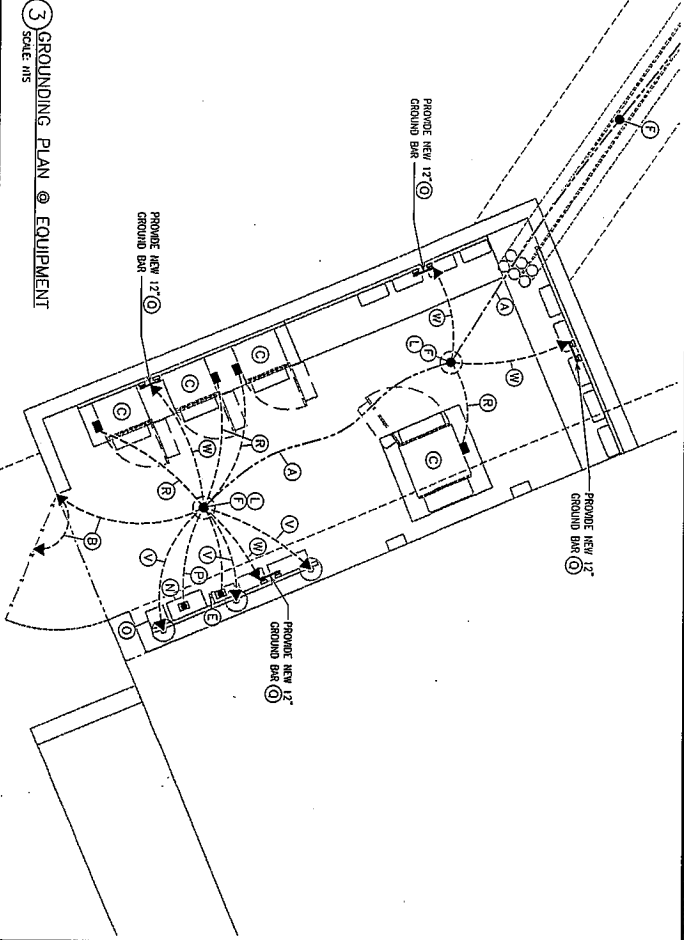 3 GROUNDING PLAN @ EQUIPMENT
SCALE: NTS
PROVIDE NEW 12"
GROUND BAR Q
PROVIDE NEW 12"
GROUND BAR Q
PROVIDE NEW 12"
GROUND BAR Q
PROVIDE NEW 12"
GROUND BAR Q
F
A
W
L F
W
R
C
C
C
C
R
W
R
A
F L
B
V
W
V
V
P
N
E
O